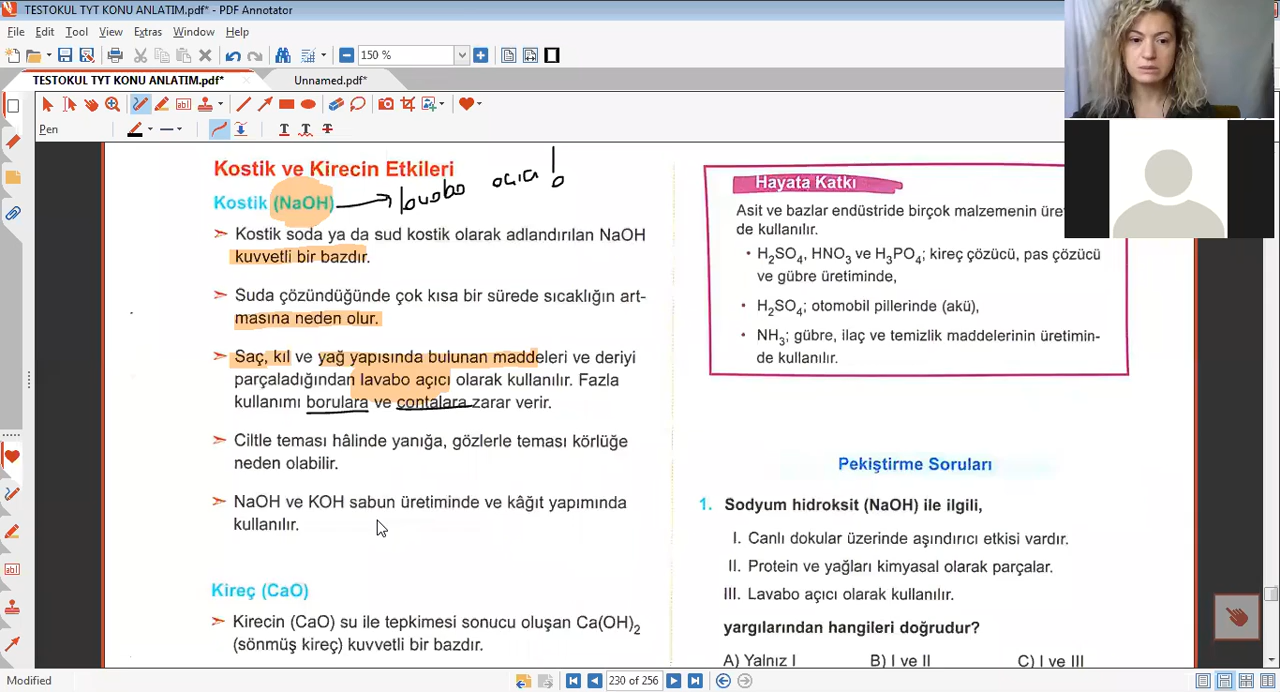 TESTOKUL TYT KONU ANLATIM.pdf* - PDF Annotator
File Edit Tool View Extras Window Help
150 %
TESTOKUL TYT KONU ANLATIM.pdf* Unnamed.pdf*
Pen
Kostik ve Kirecin Etkileri
Kostik (NaOH) lavabo açıcı !
➢ Kostik soda ya da sud kostik olarak adlandırılan NaOH
kuvvetli bir bazdır.
➢ Suda çözündüğünde çok kısa bir sürede sıcaklığın art-
masına neden olur.
➢ Saç, kıl ve yağ yapısında bulunan maddeleri ve deriyi
parçaladığından lavabo açıcı olarak kullanılır. Fazla
kullanımı borulara ve contalara zarar verir.
➢ Ciltle teması hâlinde yanığa, gözlerle teması körlüğe
neden olabilir.
➢ NaOH ve KOH sabun üretiminde ve kâğıt yapımında
kullanılır.
Kireç (CaO)
➢ Kirecin (CaO) su ile tepkimesi sonucu oluşan Ca(OH)₂
(sönmüş kireç) kuvvetli bir bazdır.
Hayata Katkı
Asit ve bazlar endüstride birçok malzemenin üre
de kullanılır.
• H₂SO₄, HNO₃ ve H₃PO₄; kireç çözücü, pas çözücü
ve gübre üretiminde,
• H₂SO₄; otomobil pillerinde (akü),
• NH₃; gübre, ilaç ve temizlik maddelerinin üretimin-
de kullanılır.
Pekiştirme Soruları
1. Sodyum hidroksit (NaOH) ile ilgili,
I. Canlı dokular üzerinde aşındırıcı etkisi vardır.
II. Protein ve yağları kimyasal olarak parçalar.
III. Lavabo açıcı olarak kullanılır.
yargılarından hangileri doğrudur?
A) Yalnız I B) I ve II C) I ve III
Modified 230 of 256